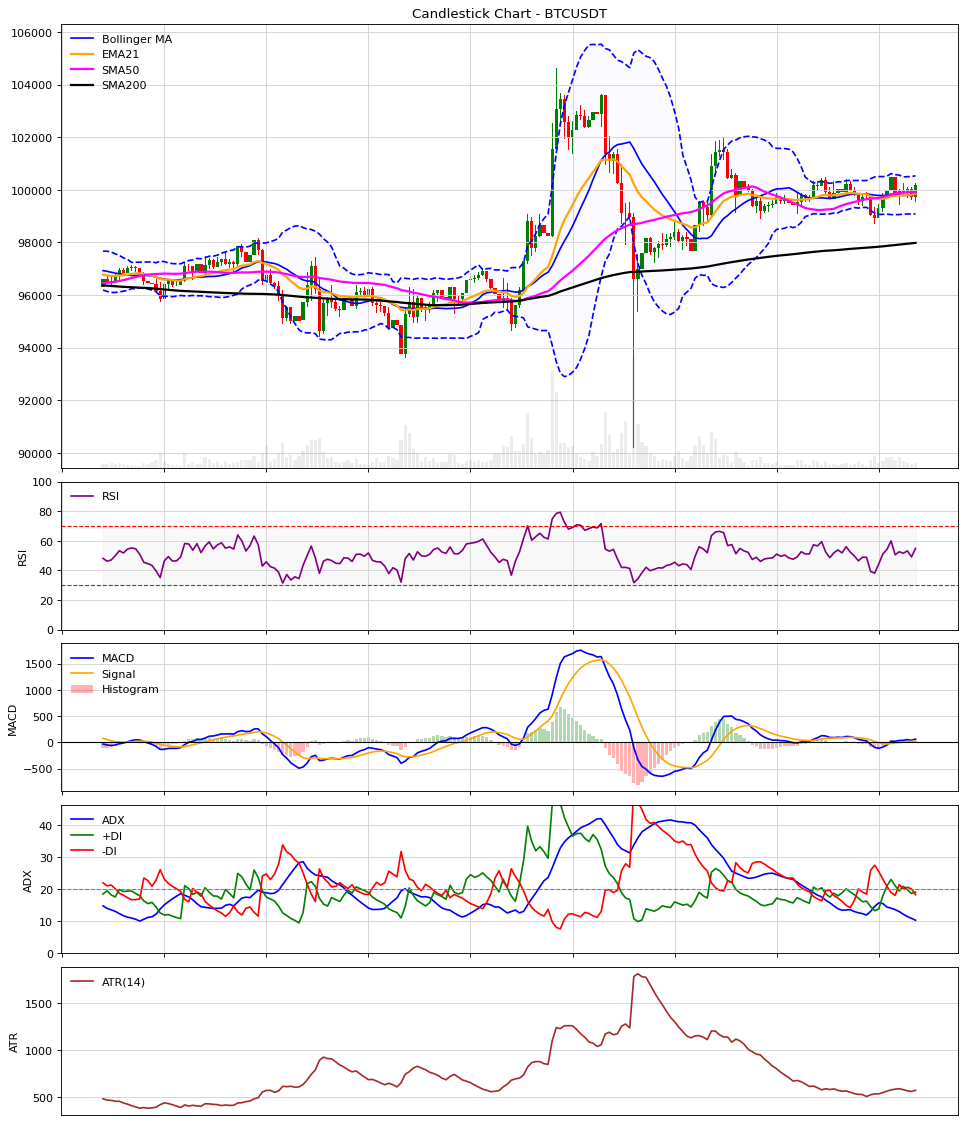 Candlestick Chart - BTCUSDT
106000
104000
102000
100000
98000
96000
94000
92000
90000
Bollinger MA
EMA21
SMA50
SMA200
100
80
60
40
20
0
RSI
RSI
1500
1000
500
0
−500
MACD
MACD
Signal
Histogram
40
30
20
10
0
ADX
ADX
+DI
-DI
1500
1000
500
ATR
ATR(14)